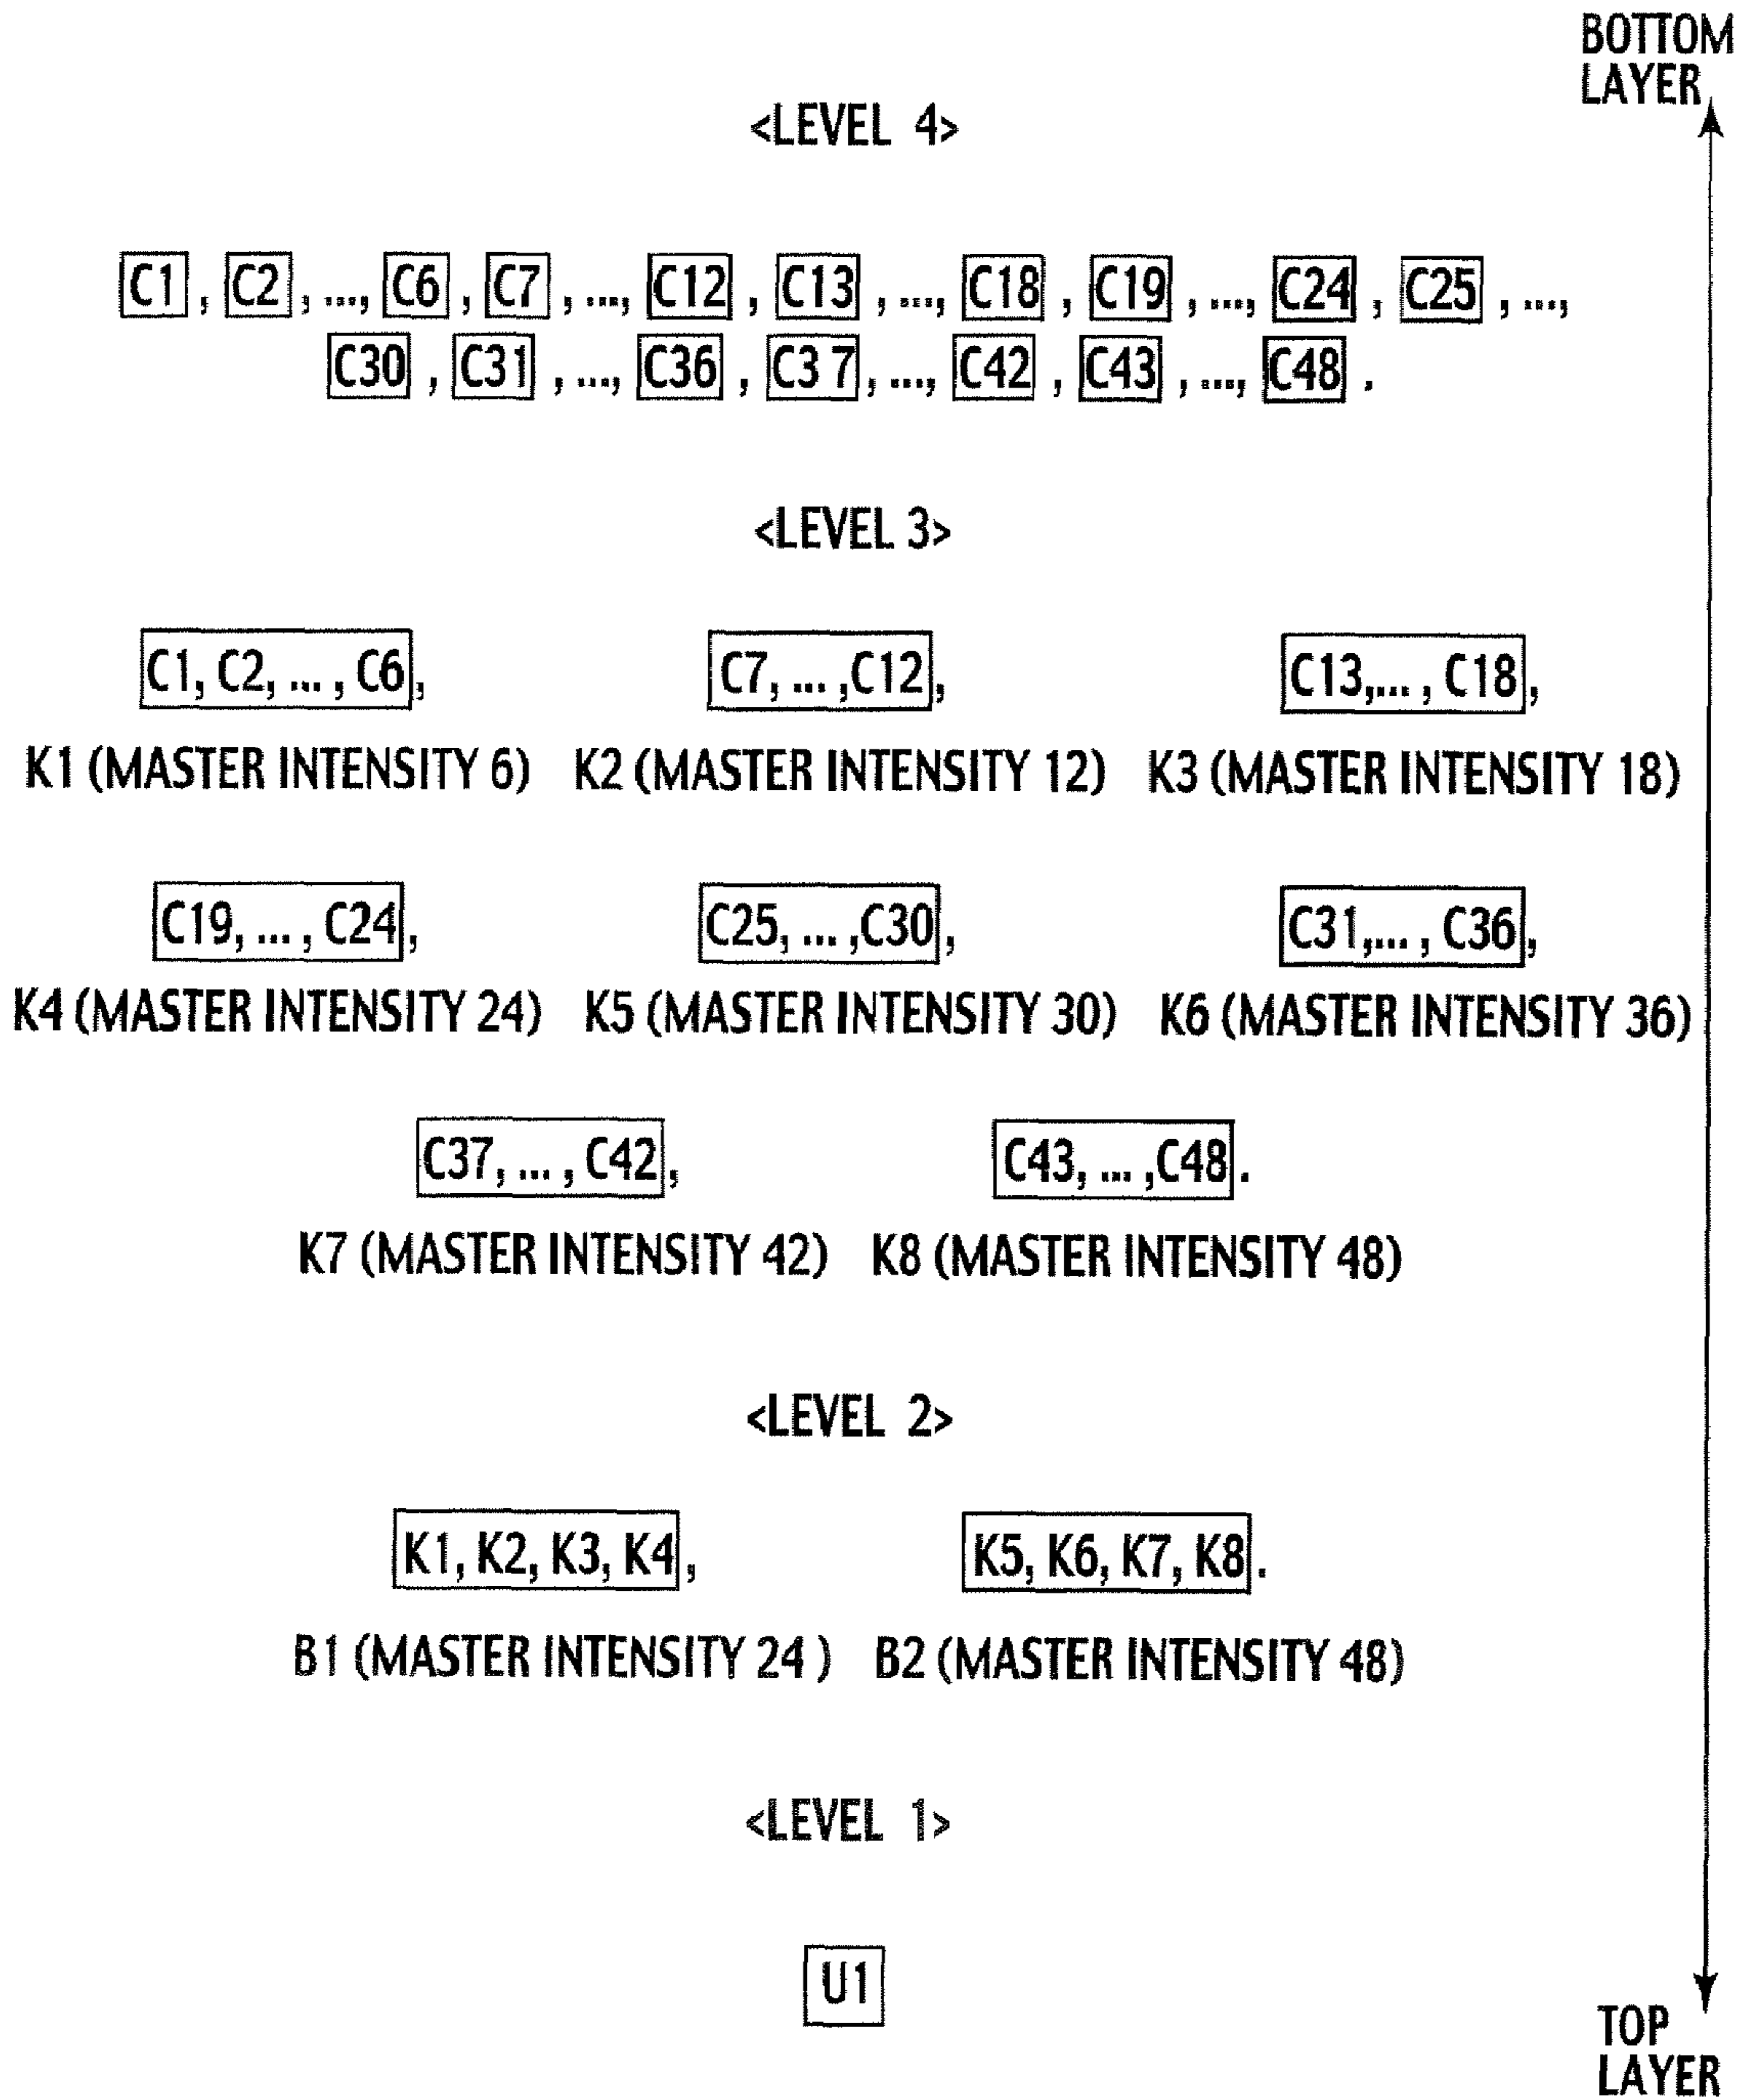 BOTTOM
LAYER
<LEVEL 4>
C1, C2, ..., C6, C7, ..., C12, C13, ..., C18, C19, ..., C24, C25, ...,
C30, C31, ..., C36, C3 7, ..., C42, C43, ..., C48.
<LEVEL 3>
C1, C2, ... , C6, C7, ... ,C12, C13,... , C18,
K1 (MASTER INTENSITY 6) K2 (MASTER INTENSITY 12) K3 (MASTER INTENSITY 18)
C19, ... , C24, C25, ... ,C30, C31,... , C36,
K4 (MASTER INTENSITY 24) K5 (MASTER INTENSITY 30) K6 (MASTER INTENSITY 36)
C37, ... , C42, C43, ... ,C48.
K7 (MASTER INTENSITY 42) K8 (MASTER INTENSITY 48)
<LEVEL 2>
K1, K2, K3, K4, K5, K6, K7, K8.
B1 (MASTER INTENSITY 24 ) B2 (MASTER INTENSITY 48)
<LEVEL 1>
U1
TOP
LAYER